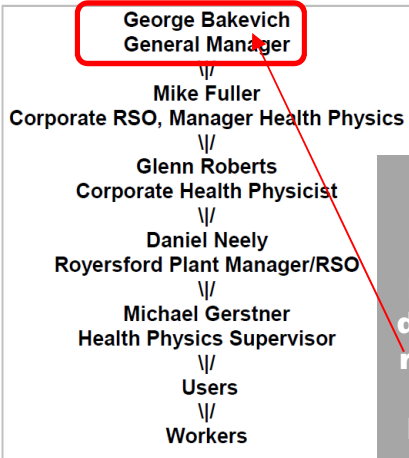 George Bakevich
General Manager
\|/
Mike Fuller
Corporate RSO, Manager Health Physics
\|/
Glenn Roberts
Corporate Health Physicist
\|/
Daniel Neely
Royersford Plant Manager/RSO
\|/
Michael Gerstner
Health Physics Supervisor
\|/
Users
\|/
Workers